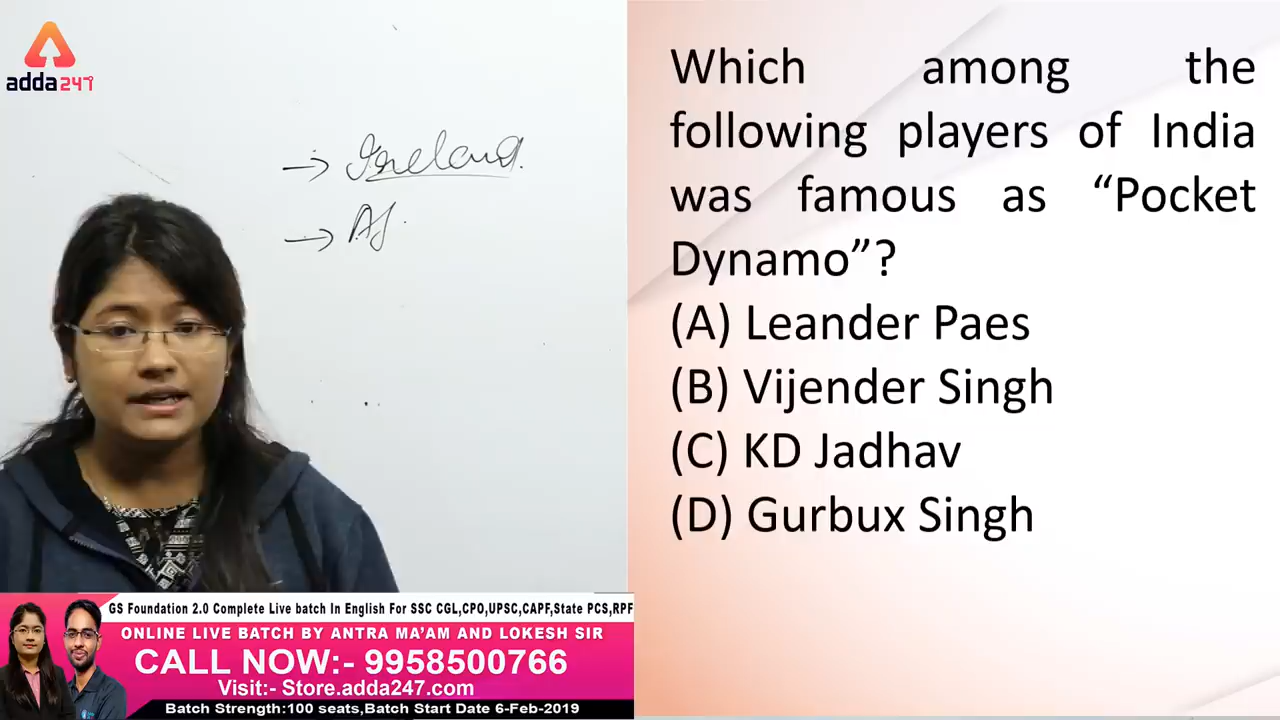 adda247
→ Ireland.
Which among the
following players of India
was famous as “Pocket
Dynamo”?
(A) Leander Paes
(B) Vijender Singh
(C) KD Jadhav
(D) Gurbux Singh
GS Foundation 2.0 Complete Live batch In English For SSC CGL,CPO,UPSC,CAPF,State PCS,RPF
ONLINE LIVE BATCH BY ANTRA MA’AM AND LOKESH SIR
CALL NOW:- 9958500766
Visit:- Store.adda247.com
Batch Strength:100 seats,Batch Start Date 6-Feb-2019